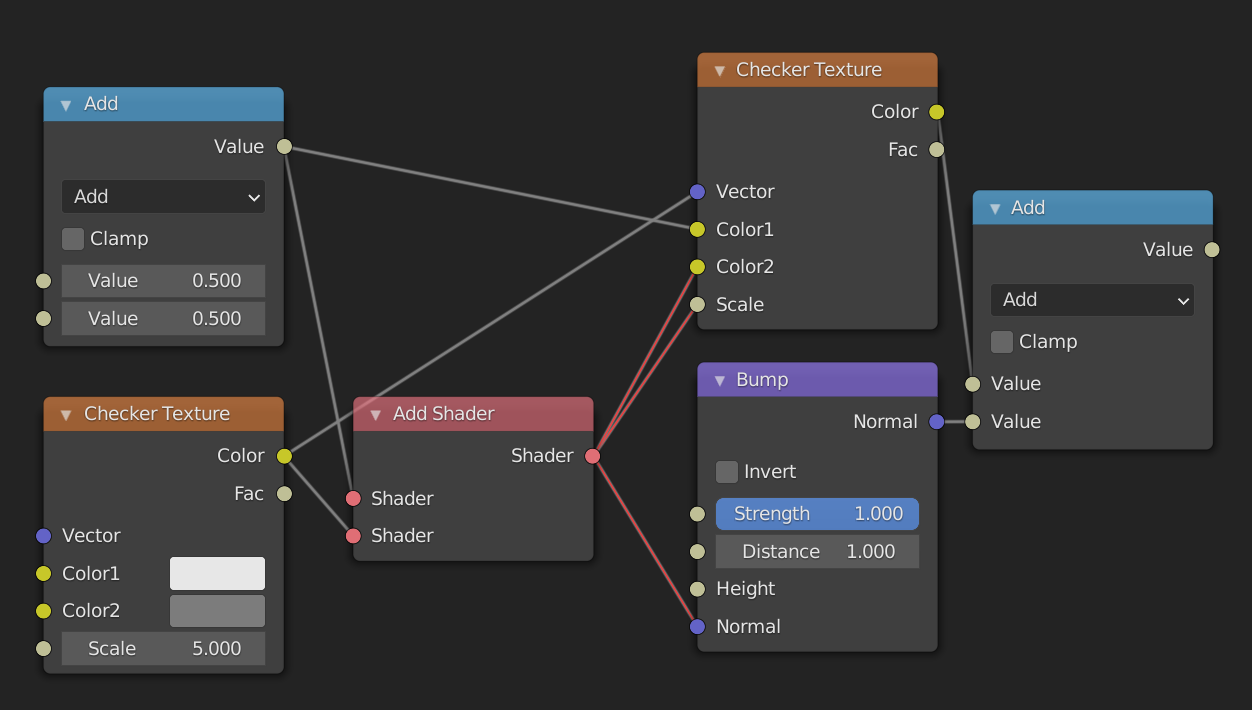 Add
Value
Add
Clamp
Value 0.500
Value 0.500
Checker Texture
Color
Fac
Vector
Color1
Color2
Scale 5.000
Add Shader
Shader
Shader
Shader
Checker Texture
Color
Fac
Vector
Color1
Color2
Scale
Bump
Normal
Invert
Strength 1.000
Distance 1.000
Height
Normal
Add
Value
Add
Clamp
Value
Value